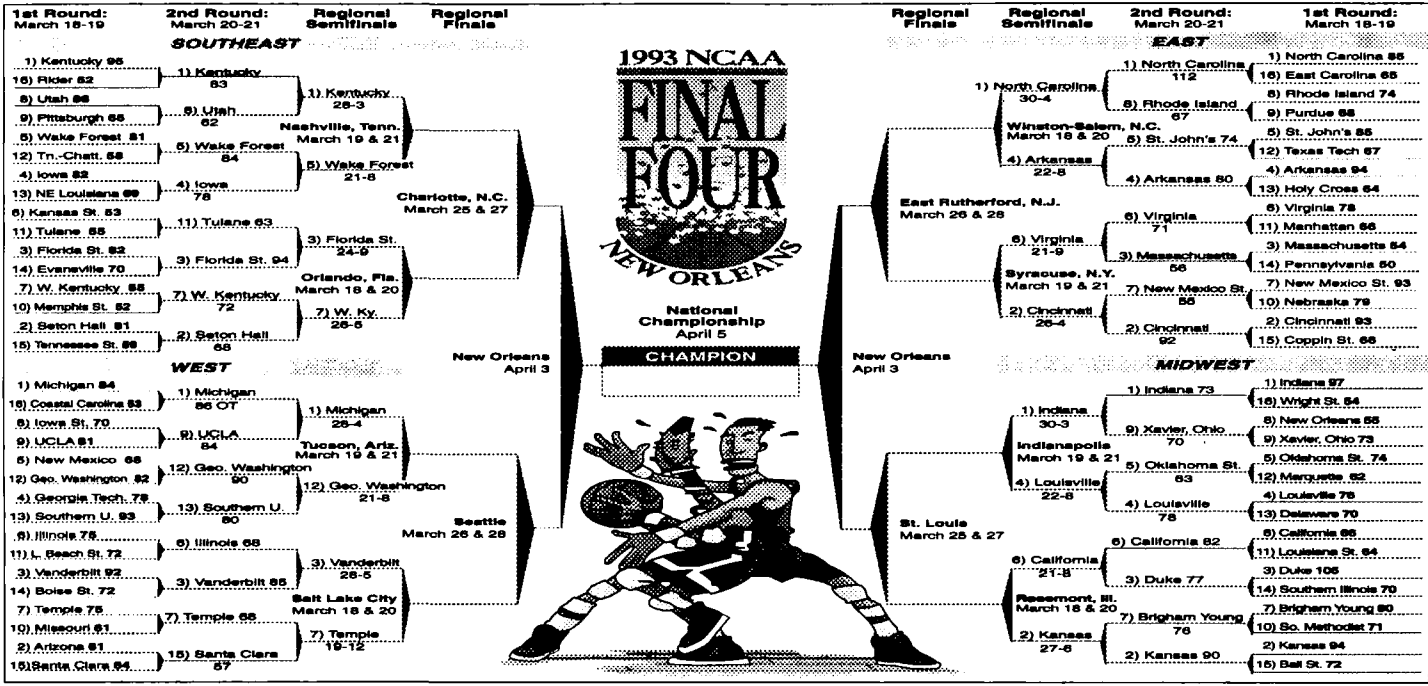 1st Round:
March 18-19
2nd Round:
March 20-21
Regional
Semifinals
Regional
Finals
SOUTHEAST
1) Kentucky 96
16) Rider 52
8) Utah 86
9) Pittsburgh 65
5) Wake Forest 81
12) Tn.-Chatt. 58
4) Iowa 82
13) NE Louisiana 69
6) Kansas St. 53
11) Tulane 55
3) Florida St. 82
14) Evansville 70
7) W. Kentucky 55
10) Memphis St. 52
2) Seton Hall 81
15) Tennessee St. 59
1) Kentucky
83
8) Utah
62
5) Wake Forest
84
4) Iowa
78
11) Tulane 63
3) Florida St. 94
7) W. Kentucky
72
2) Seton Hall
68
1) Kentucky
28-3
Nashville, Tenn.
March 19 & 21
5) Wake Forest
21-8
3) Florida St.
24-9
Orlando, Fla.
March 18 & 20
7) W. Ky.
26-5
Charlotte, N.C.
March 25 & 27
WEST
1) Michigan 84
16) Coastal Carolina 53
8) Iowa St. 70
9) UCLA 81
5) New Mexico 68
12) Geo. Washington 82
4) Georgia Tech. 78
13) Southern U. 93
6) Illinois 75
11) L. Beach St. 72
3) Vanderbilt 92
14) Boise St. 72
7) Temple 75
10) Missouri 61
2) Arizona 61
15) Santa Clara 64
1) Michigan
86 OT
9) UCLA
84
12) Geo. Washington
90
13) Southern U.
80
6) Illinois 68
3) Vanderbilt 85
7) Temple 68
15) Santa Clara
57
1) Michigan
28-4
Tucson, Ariz.
March 19 & 21
12) Geo. Washington
21-8
3) Vanderbilt
28-5
Salt Lake City
March 18 & 20
7) Temple
19-12
Seattle
March 26 & 28
New Orleans
April 3
1993 NCAA
FINAL
FOUR
NEW ORLEANS
National
Championship
April 5
CHAMPION
New Orleans
April 3
Regional
Finals
Regional
Semifinals
2nd Round:
March 20-21
1st Round:
March 18-19
EAST
1) North Carolina 85
16) East Carolina 65
8) Rhode Island 74
9) Purdue 68
5) St. John's 85
12) Texas Tech 67
4) Arkansas 94
13) Holy Cross 64
6) Virginia 78
11) Manhattan 66
3) Massachusetts 54
14) Pennsylvania 50
7) New Mexico St. 93
10) Nebraska 79
2) Cincinnati 93
15) Coppin St. 66
1) North Carolina
112
8) Rhode Island
67
5) St. John's 74
4) Arkansas 80
6) Virginia
71
3) Massachusetts
56
7) New Mexico St.
55
2) Cincinnati
92
1) North Carolina
30-4
Winston-Salem, N.C.
March 18 & 20
4) Arkansas
22-8
6) Virginia
21-9
Syracuse, N.Y.
March 19 & 21
2) Cincinnati
26-4
East Rutherford, N.J.
March 26 & 28
MIDWEST
1) Indiana 97
16) Wright St. 54
8) New Orleans 55
9) Xavier, Ohio 73
5) Oklahoma St. 74
12) Marquette 62
4) Louisville 76
13) Delaware 70
6) California 66
11) Louisiana St. 64
3) Duke 105
14) Southern Illinois 70
7) Brigham Young 80
10) So. Methodist 71
2) Kansas 94
15) Ball St. 72
1) Indiana 73
9) Xavier, Ohio
70
5) Oklahoma St.
63
4) Louisville
78
6) California 82
3) Duke 77
7) Brigham Young
76
2) Kansas 90
1) Indiana
30-3
Indianapolis
March 19 & 21
4) Louisville
22-8
6) California
21-8
Rosemont, Ill.
March 18 & 20
2) Kansas
27-6
St. Louis
March 25 & 27